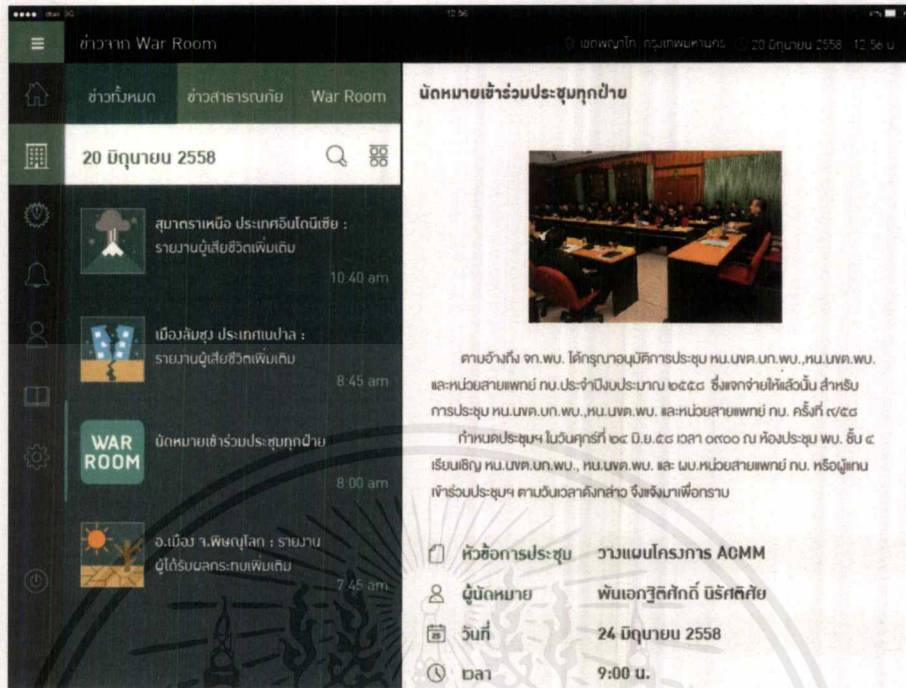 12:56
ข่าวจาก War Room
เขตพญาไท กรุงเทพมหานคร
20 มิถุนายน 2558 12:56 น.
ข่าวทั้งหมด ข่าวสาธารณภัย War Room
20 มิถุนายน 2558
สุมาตราเหนือ ประเทศอินโดนีเซีย :
รายงานผู้เสียชีวิตเพิ่มเติม
10:40 am
เมืองลัมชุง ประเทศเนปาล :
รายงานผู้เสียชีวิตเพิ่มเติม
8:45 am
WAR
ROOM
นัดหมายเข้าร่วมประชุมทุกฝ่าย
8:00 am
อ.เมือง จ.พิษณุโลก : รายงาน
ผู้ได้รับผลกระทบเพิ่มเติม
7:45 am
นัดหมายเข้าร่วมประชุมทุกฝ่าย
ตามอ้างถึง จก.พบ. ได้กรุณาอนุมัติการประชุม หน.นขต.บก.พบ.,หน.นขต.พบ.
และหน่วยสายแพทย์ ทบ.ประจำปีงบประมาณ ๒๕๕๘ ซึ่งแจกจ่ายให้แล้วนั้น สำหรับ
การประชุม หน.นขต.บก.พบ.,หน.นขต.พบ. และหน่วยสายแพทย์ ทบ. ครั้งที่ ๙/๕๘
กำหนดประชุมฯ ในวันศุกร์ที่ ๒๔ มิ.ย.๕๘ เวลา ๐๙๐๐ ณ ห้องประชุม พบ. ชั้น ๔
เรียนเชิญ หน.นขต.บก.พบ., หน.นขต.พบ. และ ผบ.หน่วยสายแพทย์ ทบ. หรือผู้แทน
เข้าร่วมประชุมฯ ตามวันเวลาดังกล่าว จึงแจ้งมาเพื่อทราบ
หัวข้อการประชุม วางแผนโครงการ ACMM
ผู้นัดหมาย พันเอกฐิติศักดิ์ นิรัศติศัย
วันที่ 24 มิถุนายน 2558
เวลา 9:00 น.